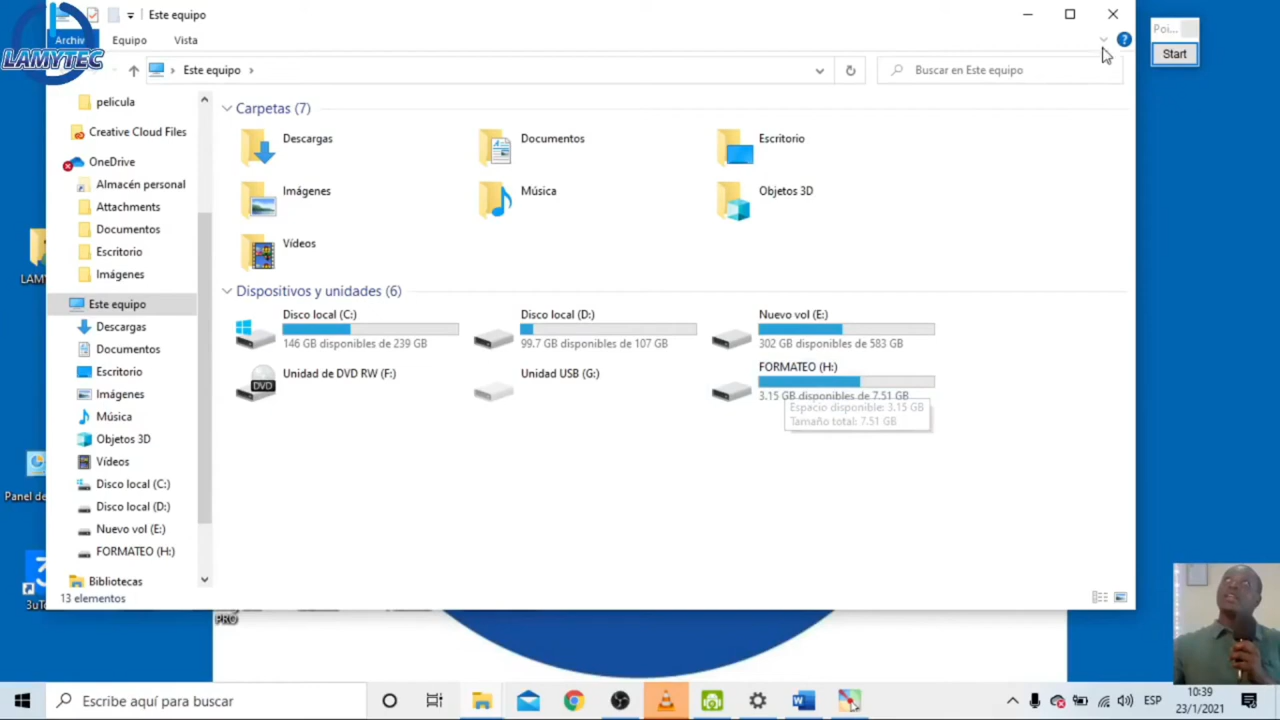 Este equipo
Poi...
LAMYTEC
Archiv
Equipo
Vista
Start
Este equipo
Buscar en Este equipo
pelicula
Creative Cloud Files
OneDrive
Almacén personal
Attachments
Documentos
Escritorio
Imágenes
Este equipo
Descargas
Documentos
Escritorio
Imágenes
Música
Objetos 3D
Vídeos
Disco local (C:)
Disco local (D:)
Nuevo vol (E:)
FORMATEO (H:)
Bibliotecas
13 elementos
Carpetas (7)
Descargas
Documentos
Escritorio
Imágenes
Música
Objetos 3D
Vídeos
Dispositivos y unidades (6)
Disco local (C:)
146 GB disponibles de 239 GB
Disco local (D:)
99.7 GB disponibles de 107 GB
Nuevo vol (E:)
302 GB disponibles de 583 GB
Unidad de DVD RW (F:)
DVD
Unidad USB (G:)
FORMATEO (H:)
3.15 GB disponibles de 7.51 GB
Espacio disponible: 3.15 GB
Tamaño total: 7.51 GB
LAMY
Panel de
3uTo
PRO
Escribe aquí para buscar
ESP
10:39
23/1/2021